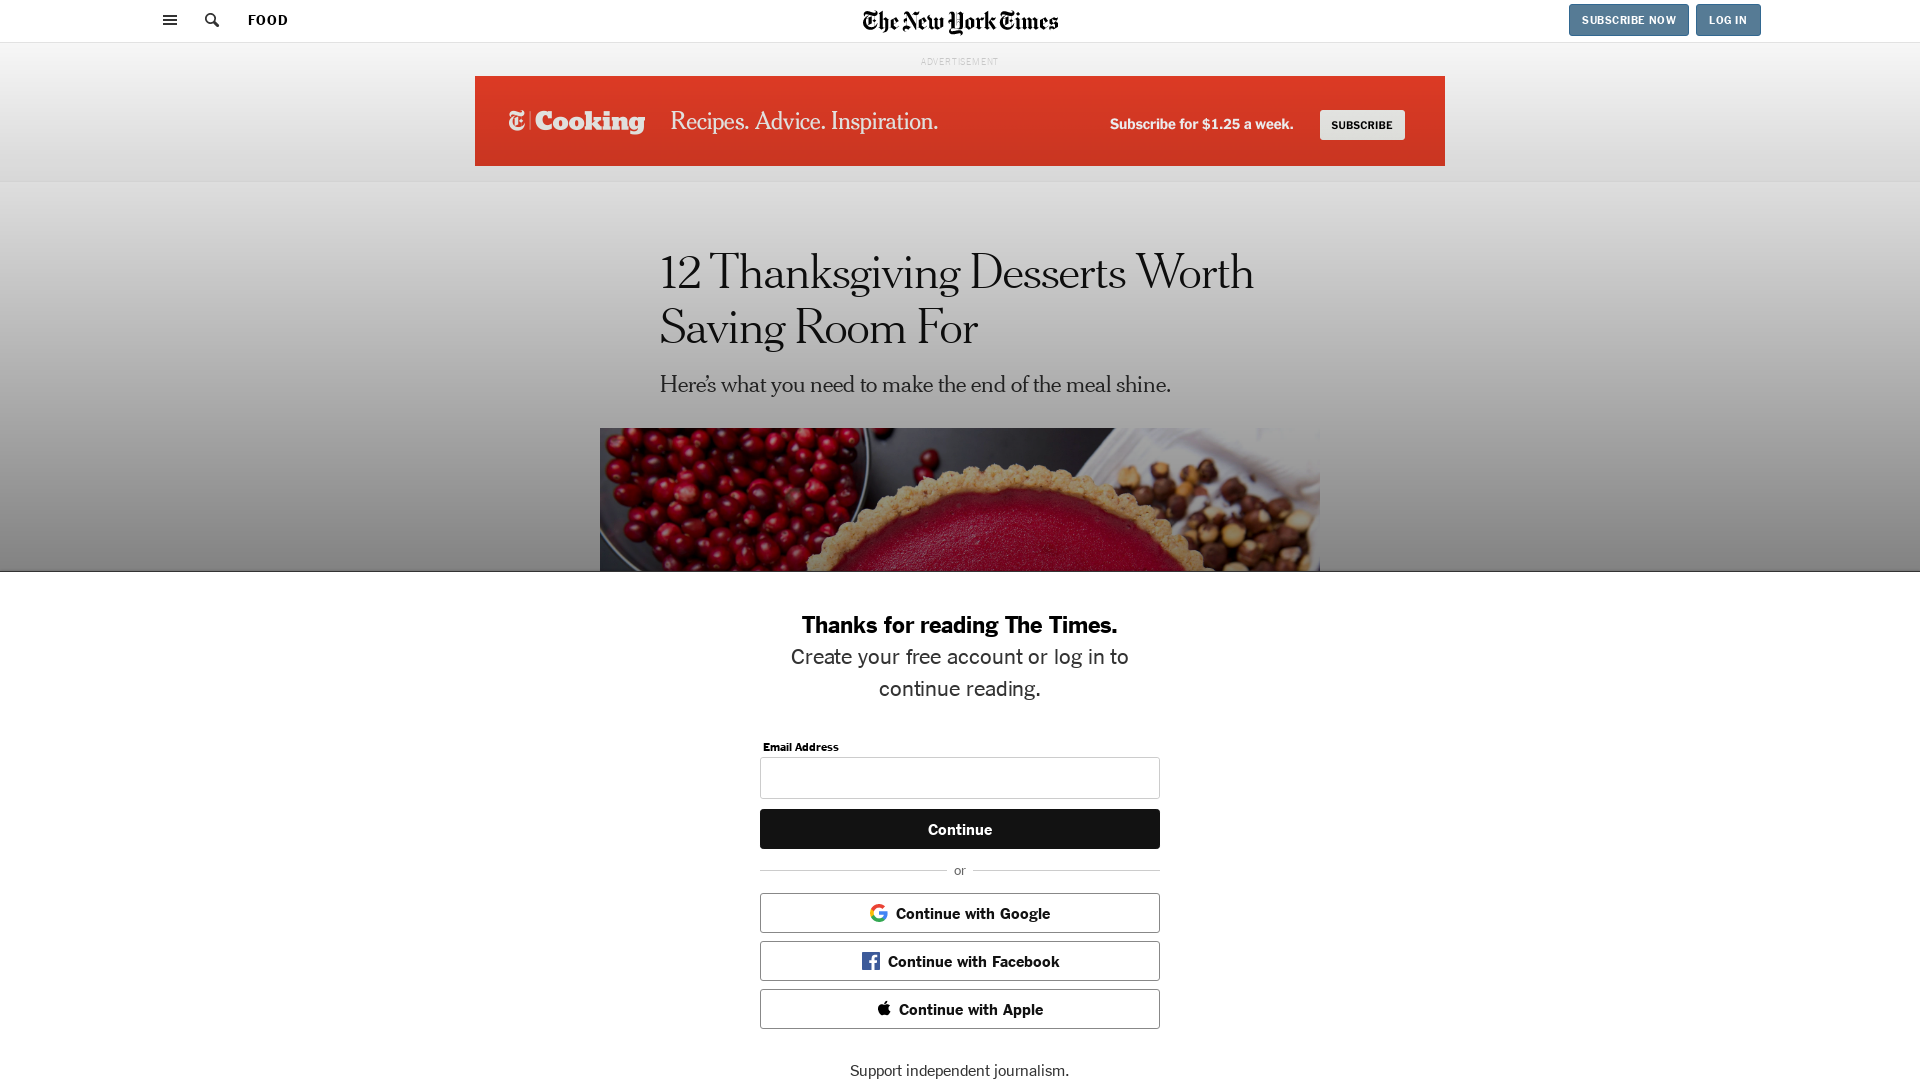 FOOD
The New York Times
SUBSCRIBE NOW
LOG IN
ADVERTISEMENT
Cooking
Recipes. Advice. Inspiration.
Subscribe for $1.25 a week.
SUBSCRIBE
12 Thanksgiving Desserts Worth
Saving Room For
Here’s what you need to make the end of the meal shine.
Thanks for reading The Times.
Create your free account or log in to
continue reading.
Email Address
Continue
or
Continue with Google
Continue with Facebook
Continue with Apple
Support independent journalism.